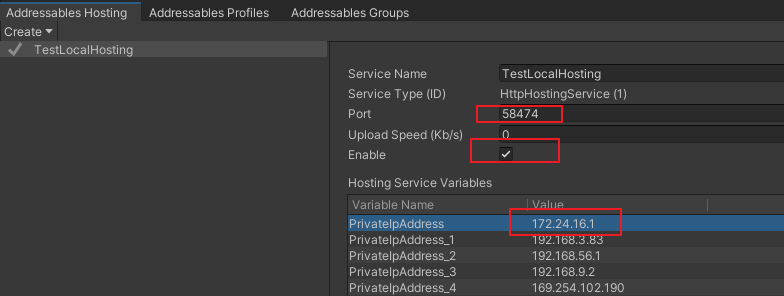 Addressables Hosting Addressables Profiles Addressables Groups
Create
TestLocalHosting
Service Name TestLocalHosting
Service Type (ID) HttpHostingService (1)
Port 58474
Upload Speed (Kb/s) 0
Enable
Hosting Service Variables
Variable Name Value
PrivateIpAddress 172.24.16.1
PrivateIpAddress_1 192.168.3.83
PrivateIpAddress_2 192.168.56.1
PrivateIpAddress_3 192.168.9.2
PrivateIpAddress_4 169.254.102.190